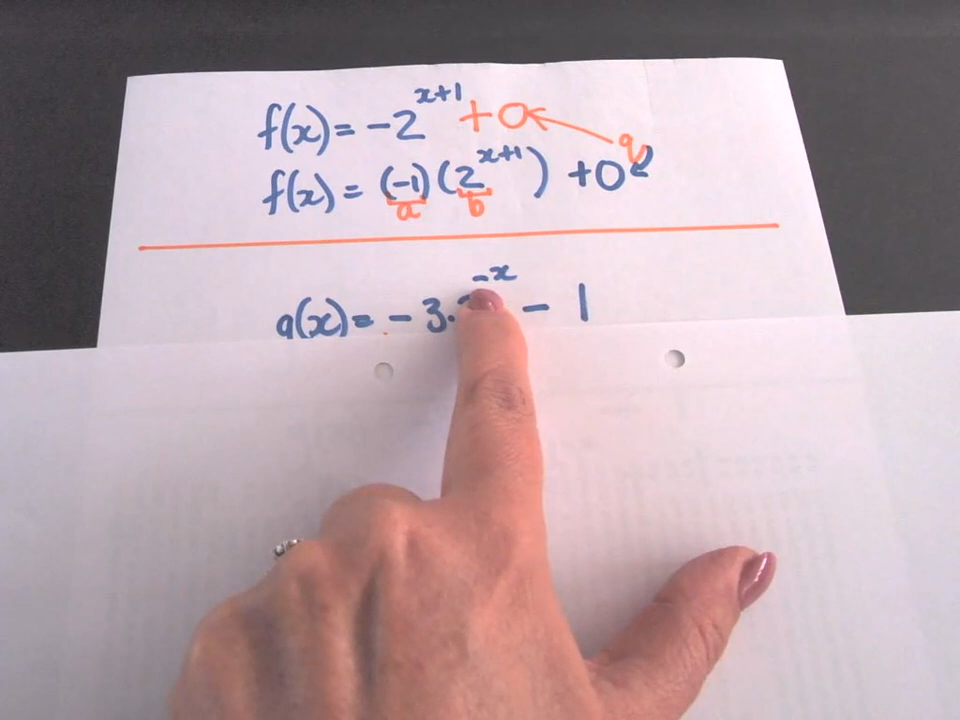 f(x) = -2^{x+1} + 0
q
f(x) = (-1)(2^{x+1}) + 0
a b
g(x) = -3. ^{-x} - 1